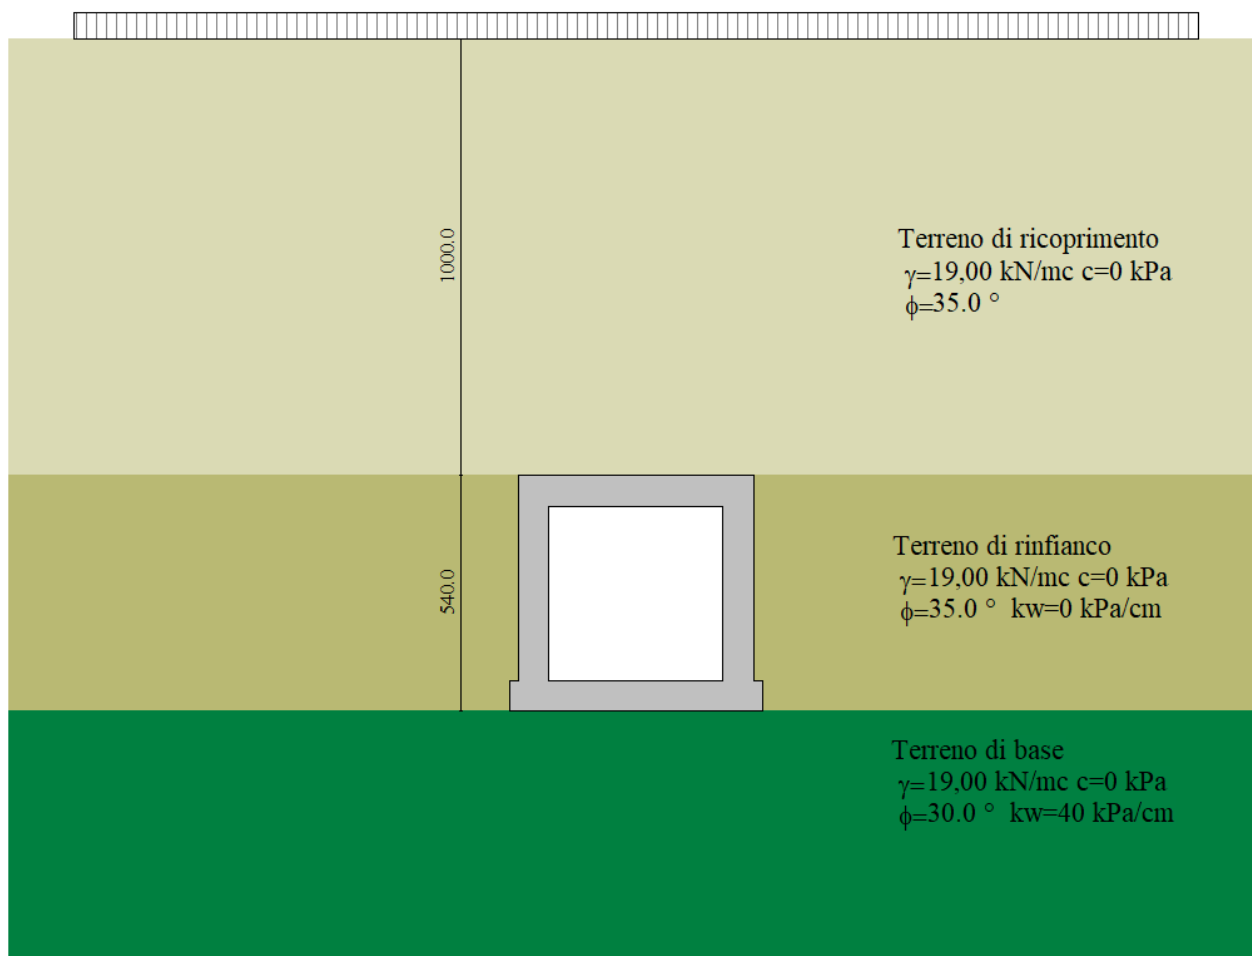 1000.0
Terreno di ricoprimento
γ=19,00 kN/mc c=0 kPa
ϕ=35.0 °
540.0
Terreno di rinfianco
γ=19,00 kN/mc c=0 kPa
ϕ=35.0 ° kw=0 kPa/cm
Terreno di base
γ=19,00 kN/mc c=0 kPa
ϕ=30.0 ° kw=40 kPa/cm